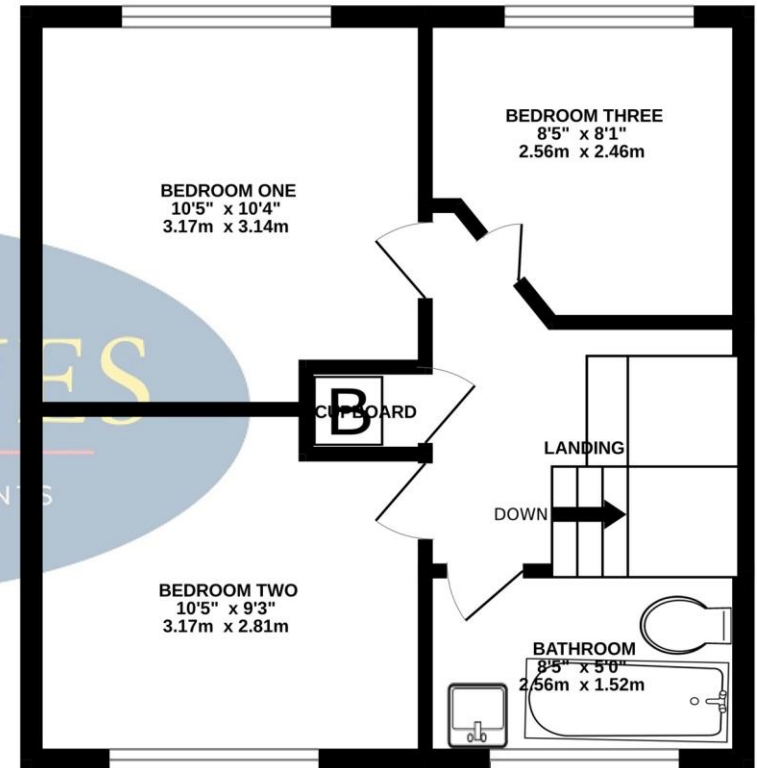 BEDROOM THREE
8'5" x 8'1"
2.56m x 2.46m
BEDROOM ONE
10'5" x 10'4"
3.17m x 3.14m
B
CUPBOARD
LANDING
DOWN
BEDROOM TWO
10'5" x 9'3"
3.17m x 2.81m
BATHROOM
8'5" x 5'0"
2.56m x 1.52m